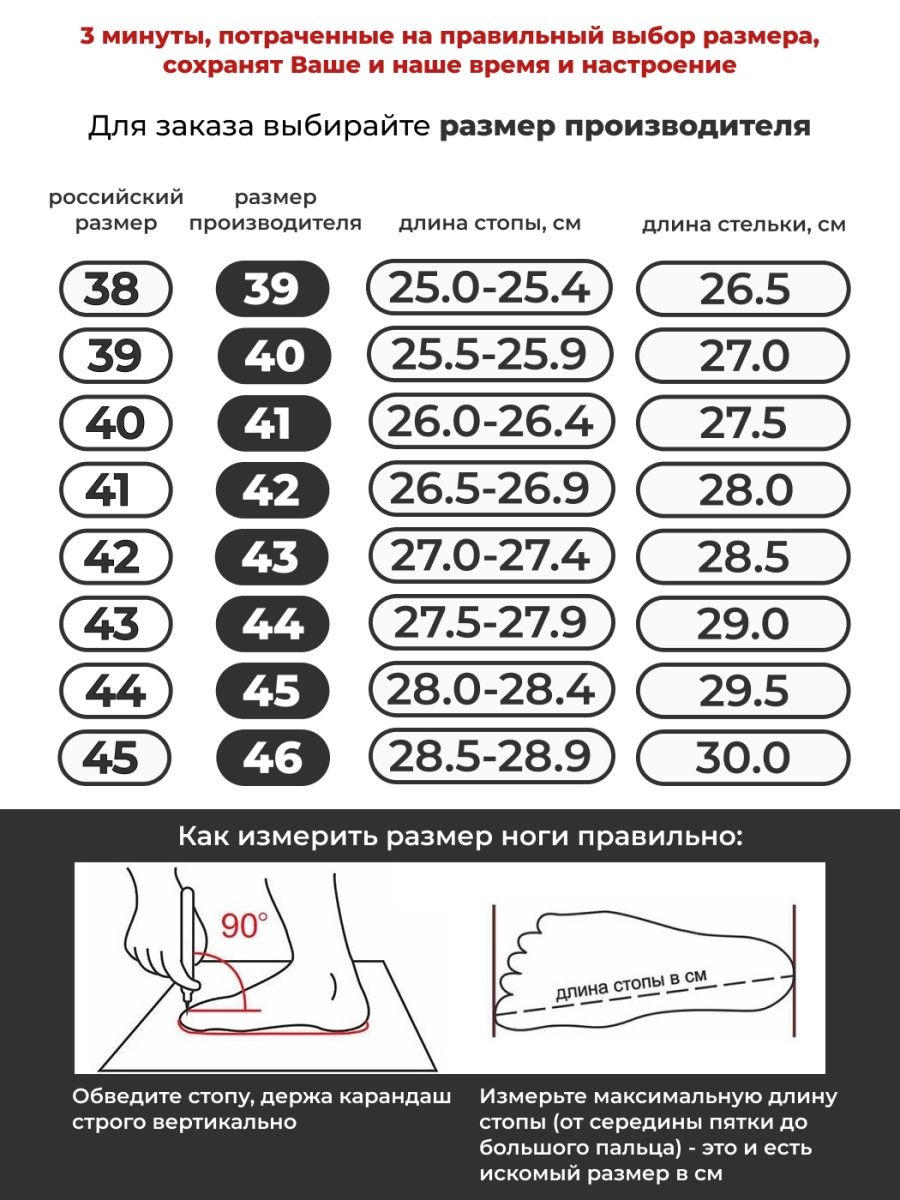 3 минуты, потраченные на правильный выбор размера,
сохранят Ваше и наше время и настроение
Для заказа выбирайте размер производителя
российский размер
размер производителя
длина стопы, см
длина стельки, см
38 39 25.0-25.4 26.5
39 40 25.5-25.9 27.0
40 41 26.0-26.4 27.5
41 42 26.5-26.9 28.0
42 43 27.0-27.4 28.5
43 44 27.5-27.9 29.0
44 45 28.0-28.4 29.5
45 46 28.5-28.9 30.0
Как измерить размер ноги правильно:
90°
длина стопы в см
Обведите стопу, держа карандаш
строго вертикально
Измерьте максимальную длину
стопы (от середины пятки до
большого пальца) - это и есть
искомый размер в см